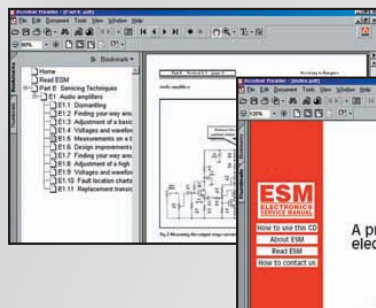 Acrobat Reader - [Part E.pdf]
File Edit Document Tools View Window Help
80%
Bookmark
Home
Read ESM
Part E Servicing Techniques
E1 Audio amplifiers
E1.1 Dismantling
E1.2 Finding your way arou
E1.3 Adjustment of a basic
E1.4 Voltages and wavefor
E1.5 Measurements on a t
E1.6 Design improvements
E1.7 Finding your way arou
E1.8 Adjustment of a high
E1.9 Voltages and wavefor
E1.10 Fault location charts
E1.11 Replacement transis
Audio amplifiers
Acrobat Reader - [index.pdf]
File Edit Document Tools View Window Help
Bookmarks
Thumbnails
ESM
ELECTRONICS
SERVICE MANUAL
How to use this CD
About ESM
Read ESM
How to contact us
A pr
elec